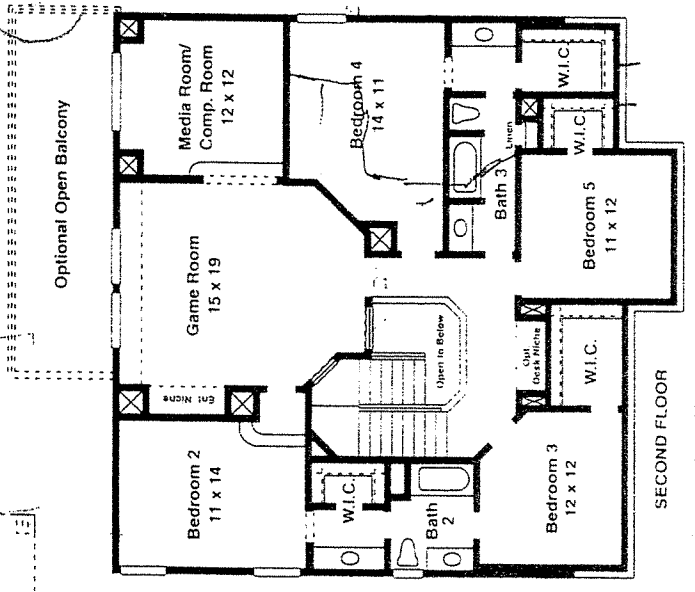 Optional Open Balcony
Media Room/
Comp. Room
12 x 12
Bedroom 4
14 x 11
W.I.C.
W.I.C.
Linen
Bath 3
Bedroom 5
11 x 12
Game Room
15 x 19
Open to Below
Opt
Desk Niche
W.I.C.
Ent Niche
Bedroom 2
11 x 14
W.I.C.
Bath
2
Bedroom 3
12 x 12
SECOND FLOOR